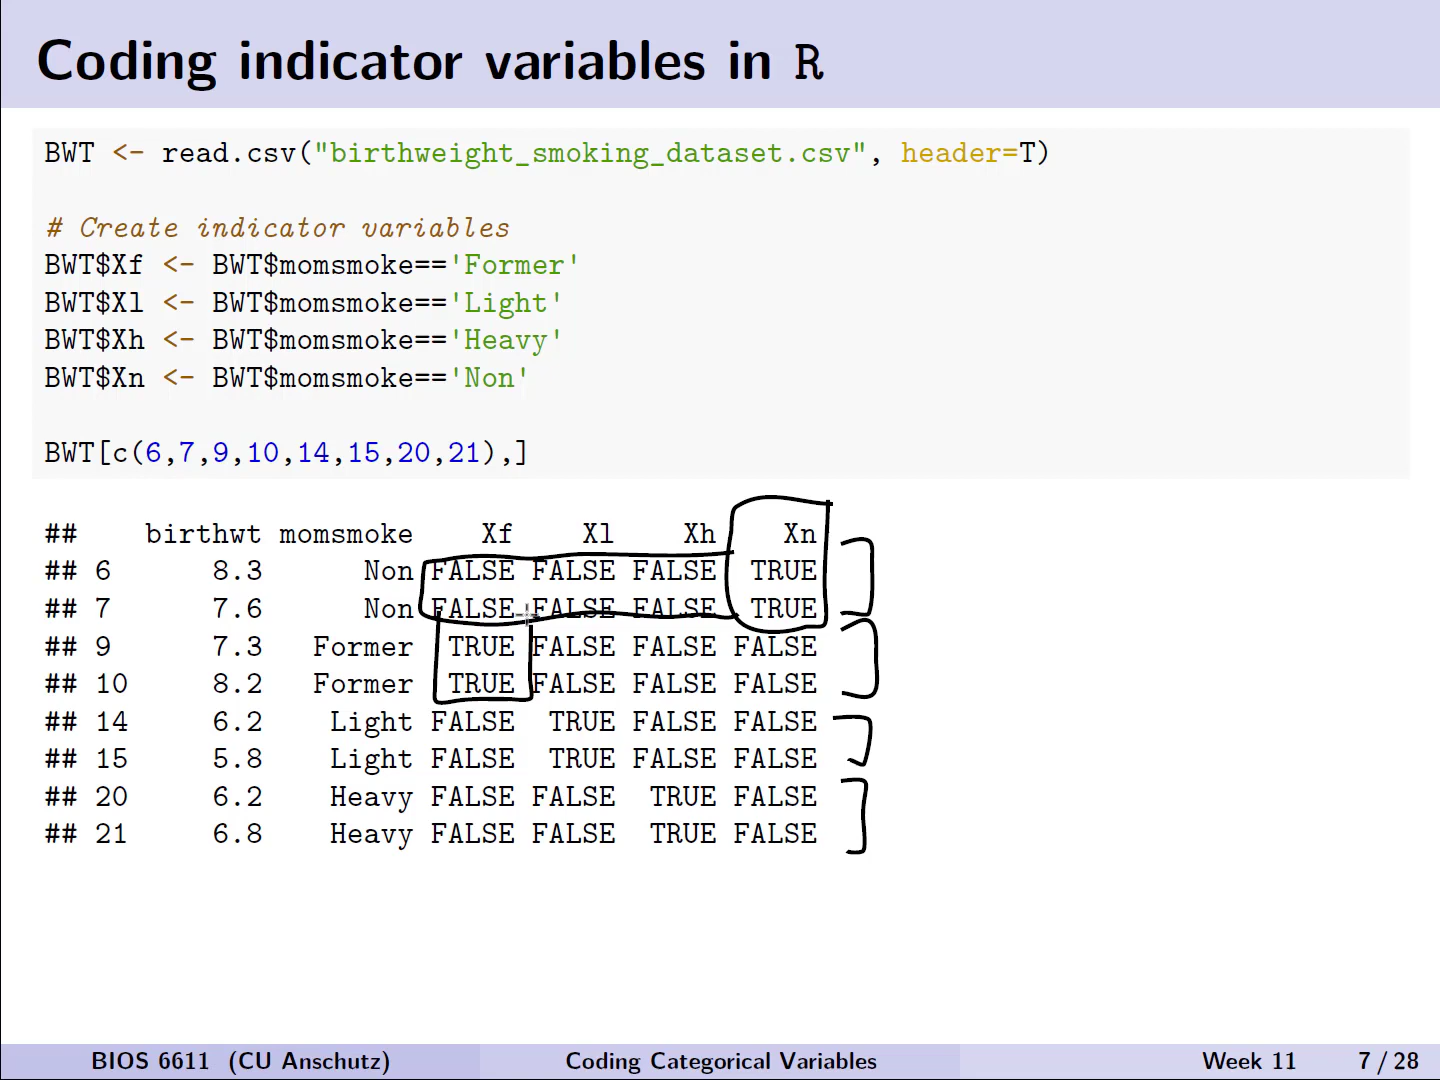 Coding indicator variables in R
BWT <- read.csv("birthweight_smoking_dataset.csv", header=T)
# Create indicator variables
BWT$Xf <- BWT$momsmoke=='Former'
BWT$Xl <- BWT$momsmoke=='Light'
BWT$Xh <- BWT$momsmoke=='Heavy'
BWT$Xn <- BWT$momsmoke=='Non'
BWT[c(6,7,9,10,14,15,20,21),]
## birthwt momsmoke Xf Xl Xh Xn
## 6 8.3 Non FALSE FALSE FALSE TRUE
## 7 7.6 Non FALSE FALSE FALSE TRUE
## 9 7.3 Former TRUE FALSE FALSE FALSE
## 10 8.2 Former TRUE FALSE FALSE FALSE
## 14 6.2 Light FALSE TRUE FALSE FALSE
## 15 5.8 Light FALSE TRUE FALSE FALSE
## 20 6.2 Heavy FALSE FALSE TRUE FALSE
## 21 6.8 Heavy FALSE FALSE TRUE FALSE
BIOS 6611 (CU Anschutz) Coding Categorical Variables Week 11 7 / 28